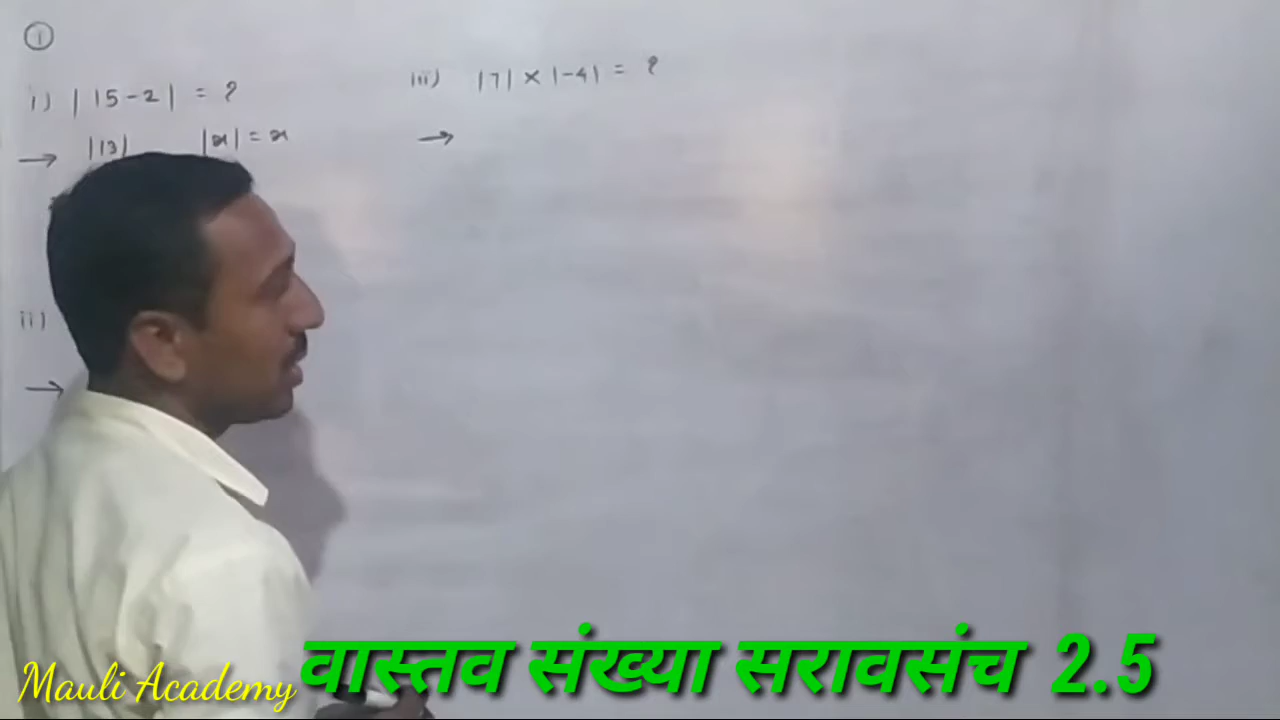 ①
i) | 15 - 2 | = ?
→ |13| |x| = x
ii)
→
iii) |7| × |-4| = ?
→
वास्तव संख्या सरावसंच 2.5
Mauli Academy